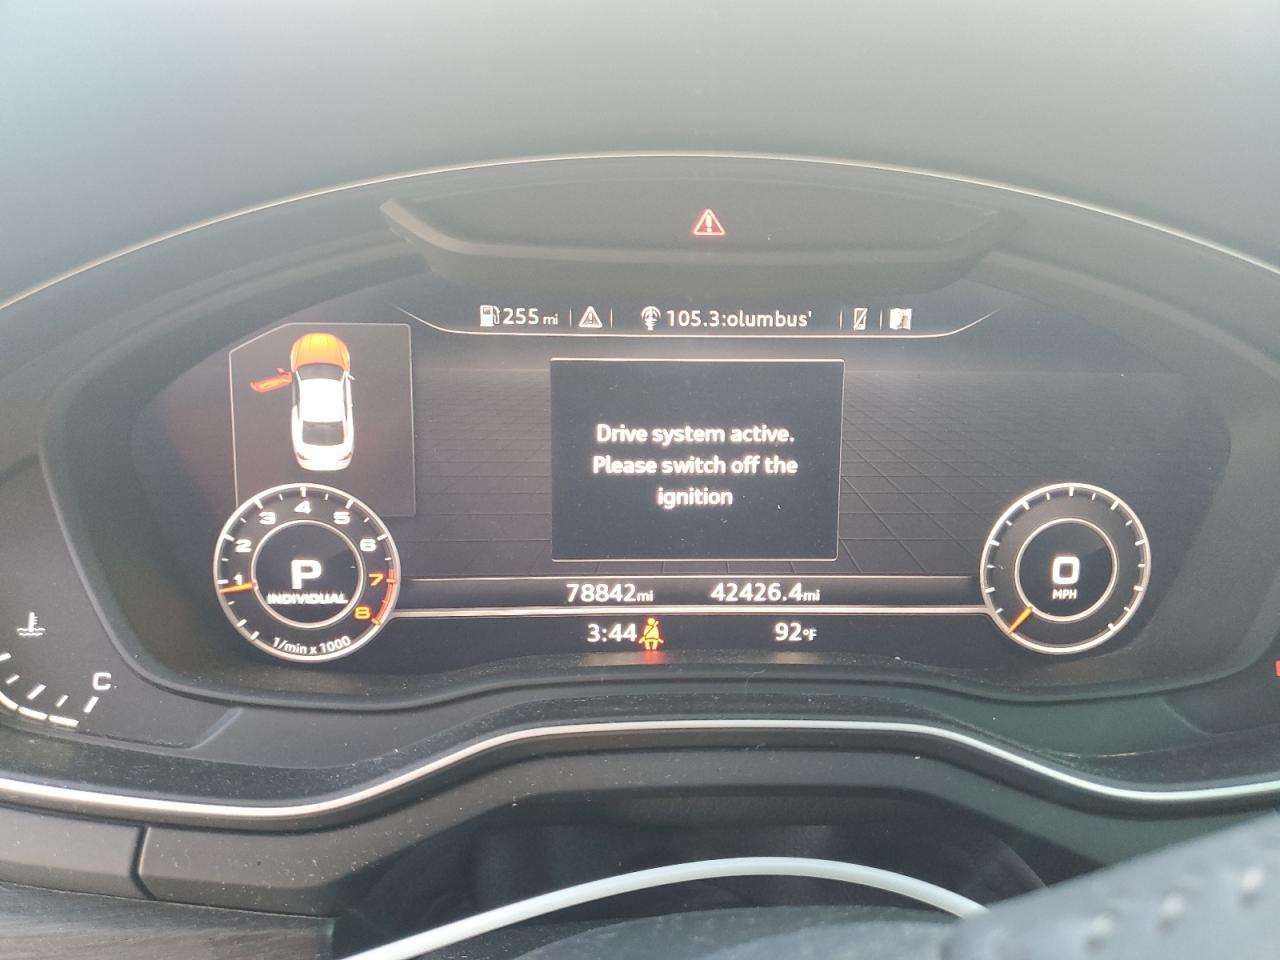 255 mi
105.3:olumbus'
Drive system active.
Please switch off the
ignition
1 2 3 4 5 6 7 8
P
INDIVIDUAL
1/min x 1000
0
MPH
78842mi 42426.4mi
3:44 92°F
C